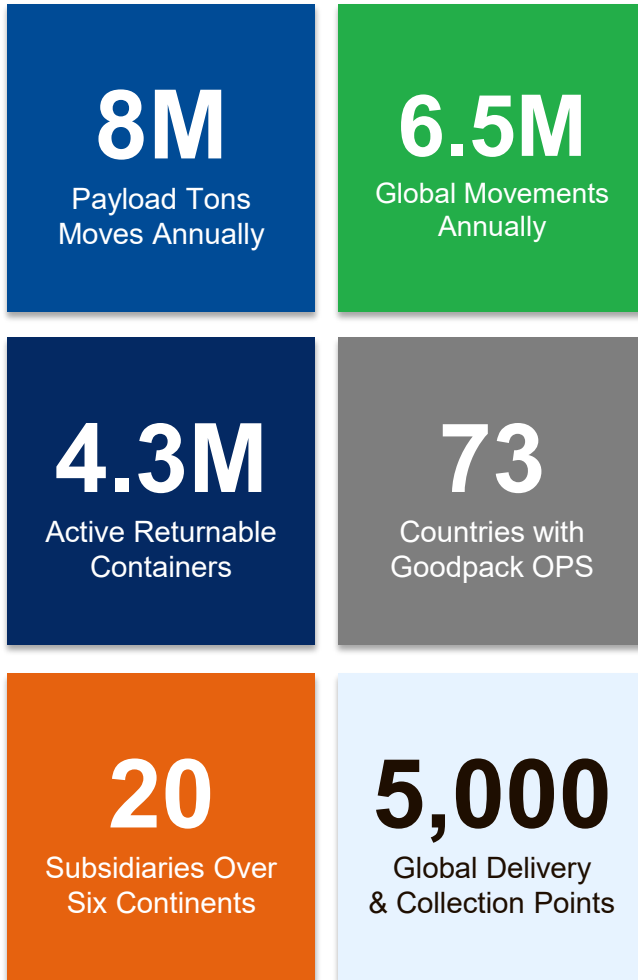 8M
Payload Tons
Moves Annually
6.5M
Global Movements
Annually
4.3M
Active Returnable
Containers
73
Countries with
Goodpack OPS
20
Subsidiaries Over
Six Continents
5,000
Global Delivery
& Collection Points